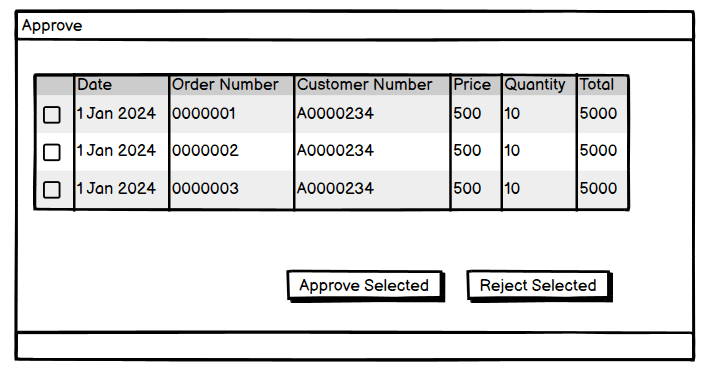 Approve
Date Order Number Customer Number Price Quantity Total
1 Jan 2024 0000001 A0000234 500 10 5000
1 Jan 2024 0000002 A0000234 500 10 5000
1 Jan 2024 0000003 A0000234 500 10 5000
Approve Selected Reject Selected